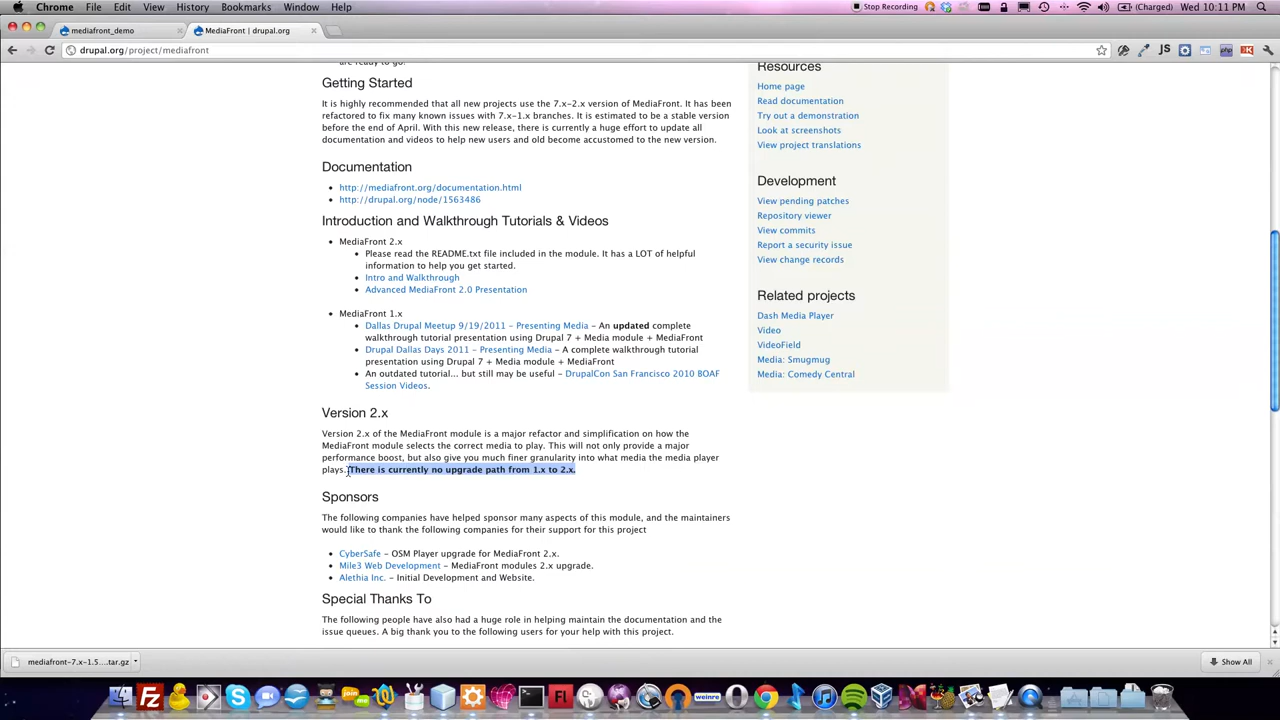 Chrome File Edit View History Bookmarks Window Help
Stop Recording (Charged) Wed 10:11 PM
mediafront_demo
MediaFront | drupal.org
drupal.org/project/mediafront
are ready to go.
Getting Started
It is highly recommended that all new projects use the 7.x-2.x version of MediaFront. It has been
refactored to fix many known issues with 7.x-1.x branches. It is estimated to be a stable version
before the end of April. With this new release, there is currently a huge effort to update all
documentation and videos to help new users and old become accustomed to the new version.
Documentation
http://mediafront.org/documentation.html
http://drupal.org/node/1563486
Introduction and Walkthrough Tutorials & Videos
MediaFront 2.x
Please read the README.txt file included in the module. It has a LOT of helpful
information to help you get started.
Intro and Walkthrough
Advanced MediaFront 2.0 Presentation
MediaFront 1.x
Dallas Drupal Meetup 9/19/2011 - Presenting Media - An updated complete
walkthrough tutorial presentation using Drupal 7 + Media module + MediaFront
Drupal Dallas Days 2011 - Presenting Media - A complete walkthrough tutorial
presentation using Drupal 7 + Media module + MediaFront
An outdated tutorial... but still may be useful - DrupalCon San Francisco 2010 BOAF
Session Videos.
Version 2.x
Version 2.x of the MediaFront module is a major refactor and simplification on how the
MediaFront module selects the correct media to play. This will not only provide a major
performance boost, but also give you much finer granularity into what media the media player
plays. There is currently no upgrade path from 1.x to 2.x.
Sponsors
The following companies have helped sponsor many aspects of this module, and the maintainers
would like to thank the following companies for their support for this project
CyberSafe - OSM Player upgrade for MediaFront 2.x.
Mile3 Web Development - MediaFront modules 2.x upgrade.
Alethia Inc. - Initial Development and Website.
Special Thanks To
The following people have also had a huge role in helping maintain the documentation and the
issue queues. A big thank you to the following users for your help with this project.
Resources
Home page
Read documentation
Try out a demonstration
Look at screenshots
View project translations
Development
View pending patches
Repository viewer
View commits
Report a security issue
View change records
Related projects
Dash Media Player
Video
VideoField
Media: Smugmug
Media: Comedy Central
mediafront-7.x-1.5....tar.gz
Show All
weinre